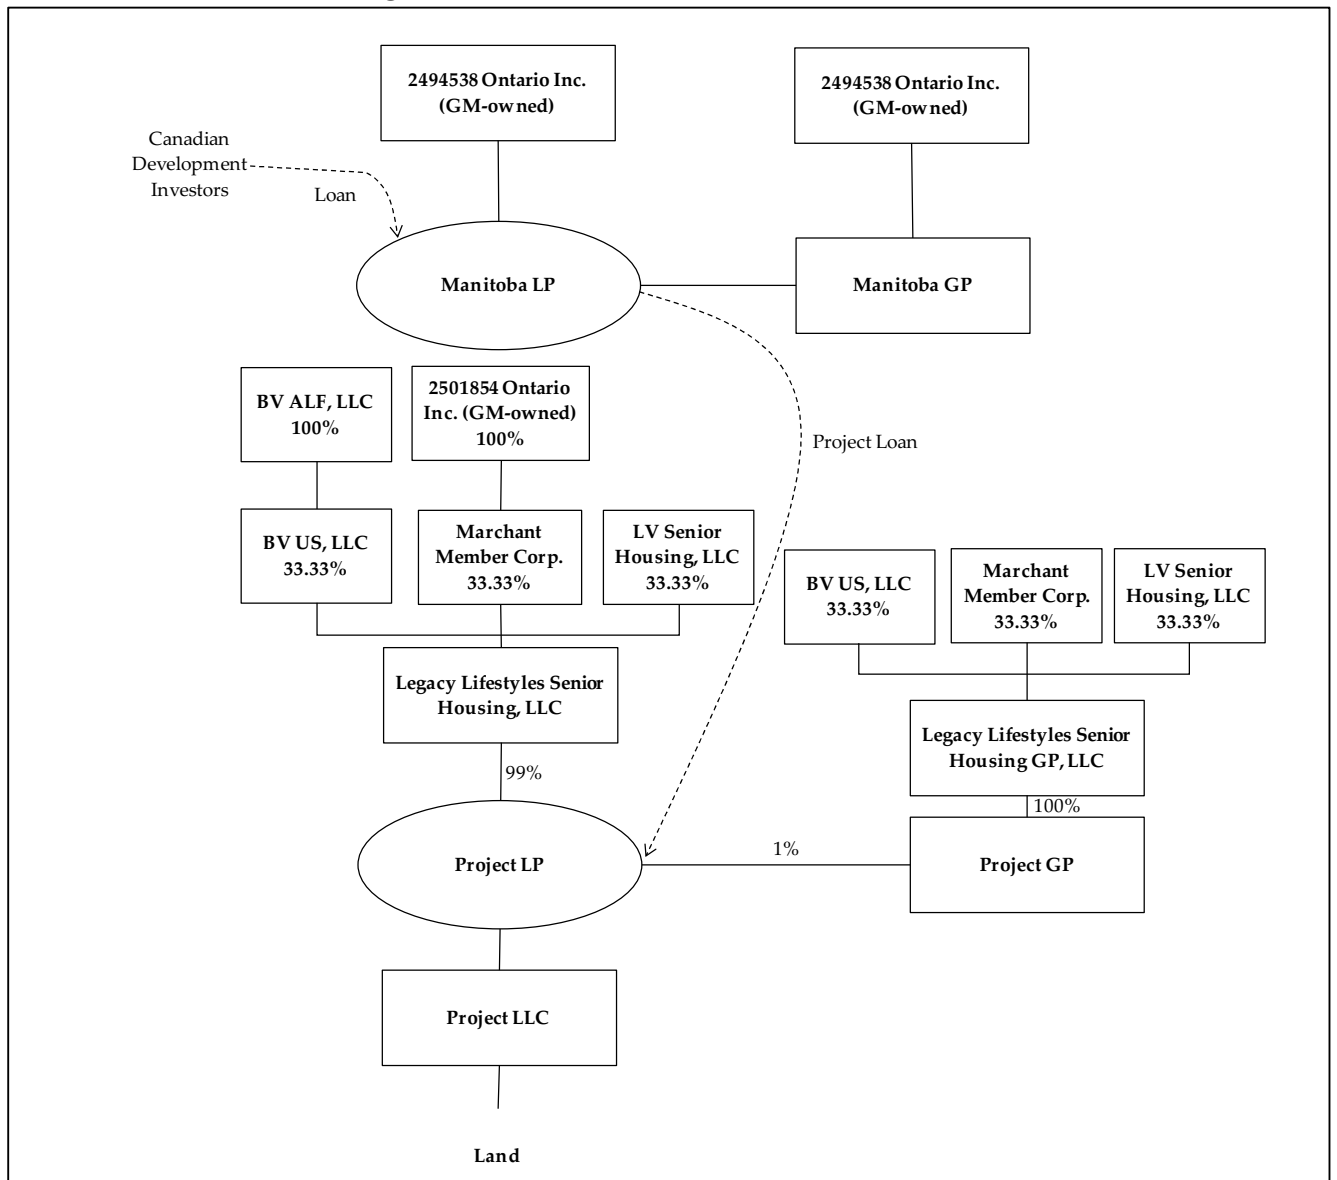 2494538 Ontario Inc.
(GM-owned)
2494538 Ontario Inc.
(GM-owned)
Canadian
Development
Investors
Loan
Manitoba LP
Manitoba GP
BV ALF, LLC
100%
2501854 Ontario
Inc. (GM-owned)
100%
Project Loan
BV US, LLC
33.33%
Marchant
Member Corp.
33.33%
LV Senior
Housing, LLC
33.33%
BV US, LLC
33.33%
Marchant
Member Corp.
33.33%
LV Senior
Housing, LLC
33.33%
Legacy Lifestyles Senior
Housing, LLC
Legacy Lifestyles Senior
Housing GP, LLC
99%
100%
Project LP
1%
Project GP
Project LLC
Land